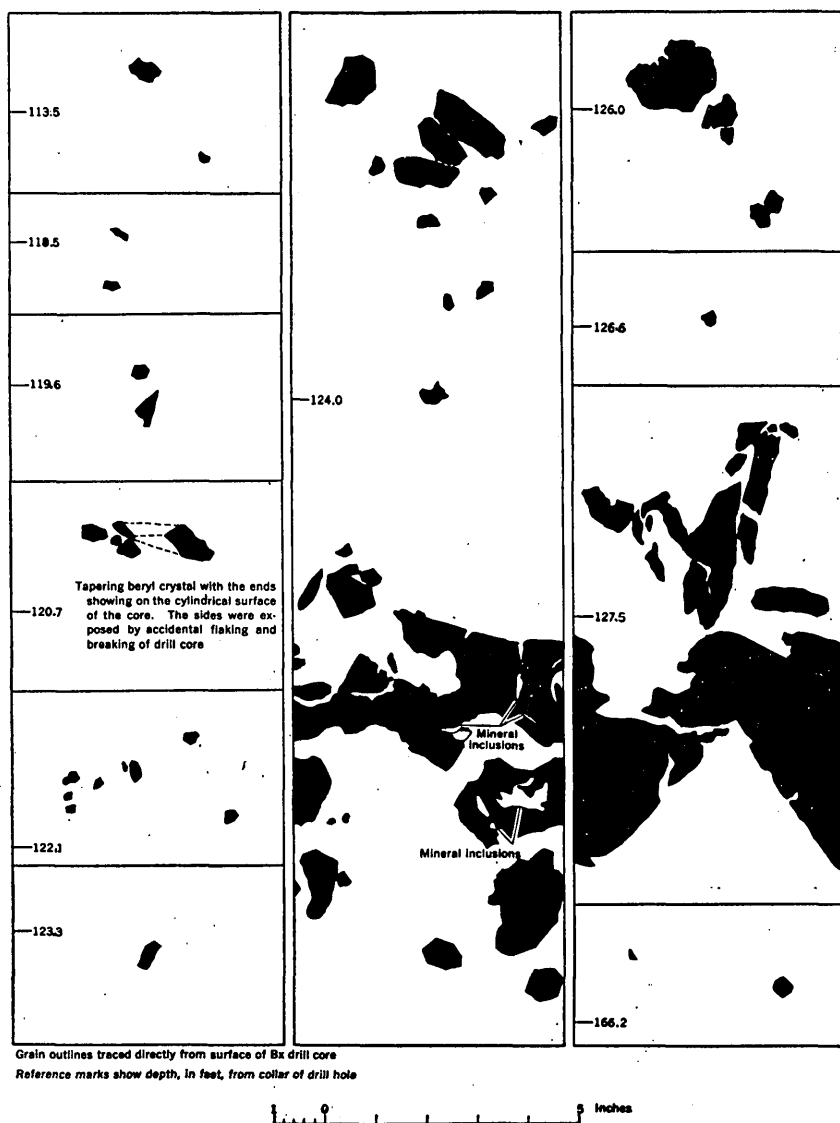 113.5
118.5
119.6
Tapering beryl crystal with the ends
showing on the cylindrical surface
of the core. The sides were ex-
posed by accidental flaking and
breaking of drill core
120.7
122.1
123.3
124.0
Mineral
inclusions
Mineral inclusions
126.0
126.6
127.5
166.2
Grain outlines traced directly from surface of Bx drill core
Reference marks show depth, in feet, from collar of drill hole
1 0 5 Inches